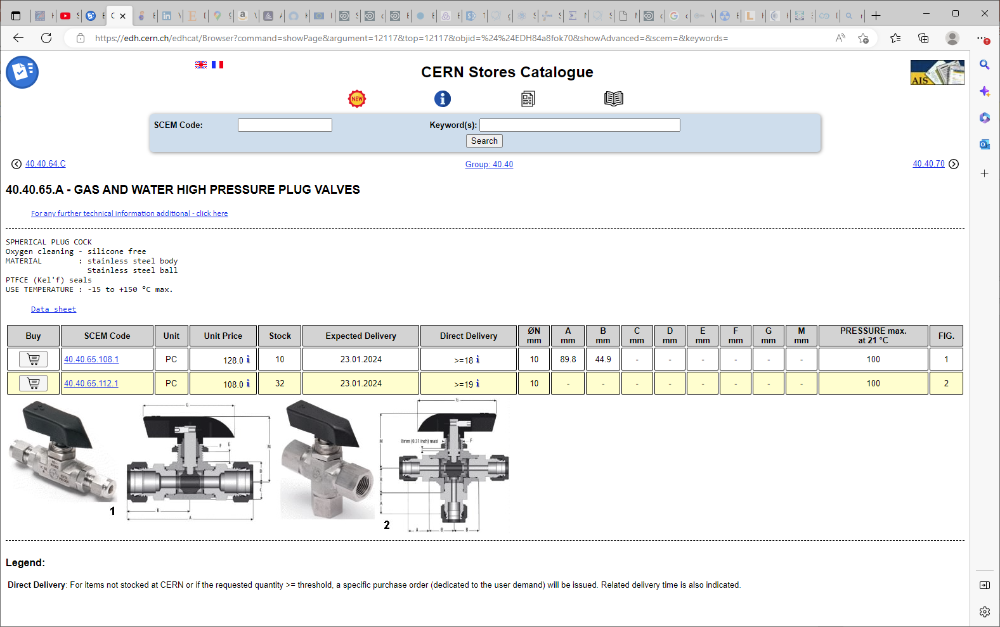 https://edh.cern.ch/edhcat/Browser?command=showPage&argument=12117&top=12117&objid=%24%24EDH84a8fok70&showAdvanced=&scem=&keywords=
CERN Stores Catalogue
AIS
NEW
SCEM Code:
Keyword(s):
Search
40.40.64.C
Group: 40.40
40.40.70
40.40.65.A - GAS AND WATER HIGH PRESSURE PLUG VALVES
For any further technical information additional - click here
SPHERICAL PLUG COCK
Oxygen cleaning - silicone free
MATERIAL : stainless steel body
Stainless steel ball
PTFCE (Kel'f) seals
USE TEMPERATURE : -15 to +150 °C max.
Data sheet
Buy SCEM Code Unit Unit Price Stock Expected Delivery Direct Delivery ØN mm A mm B mm C mm D mm E mm F mm G mm M mm PRESSURE max. at 21 °C FIG.
40.40.65.108.1 PC 128.0 10 23.01.2024 >=18 10 89.8 44.9 - - - - - - 100 1
40.40.65.112.1 PC 108.0 32 23.01.2024 >=19 10 - - - - - - - - 100 2
G
F
E
M
D
C
B
A
1
G
M
8mm (0.31 inch) maxi
F
B
A
A B B
2
Legend:
Direct Delivery: For items not stocked at CERN or if the requested quantity >= threshold, a specific purchase order (dedicated to the user demand) will be issued. Related delivery time is also indicated.